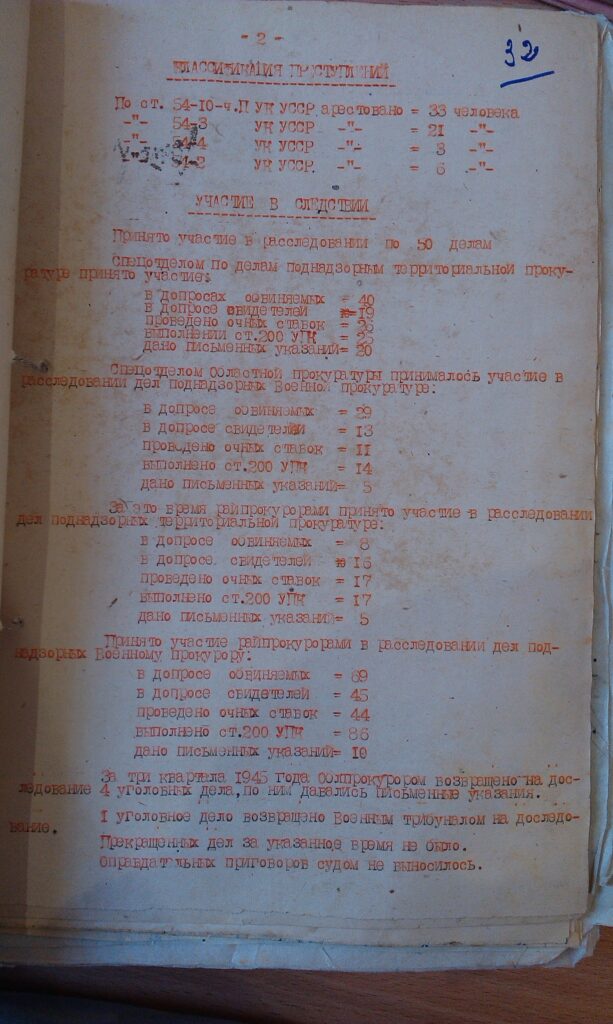 - 2 -
32
КЛАССИФИКАЦИЯ ПРЕСТУПЛЕНИЙ
По ст. 54-10-ч.П УК УССР арестовано = 33 человека
-"- 54-3 УК УССР -"- = 21 -"-
-"- 54-4 УК УССР -"- = 3 -"-
-"- 54-2 УК УССР -"- = 6 -"-
УЧАСТИЕ В СЛЕДСТВИИ
Принято участие в расследовании по 50 делам
Спецотделом по делам поднадзорным территориальной проку-
ратуре принято участие:
в допросах обвиняемых = 40
в допросе свидетелей =19
проведено очных ставок =
выполнении ст.200 УПК =
дано письменных указаний= 20
Спецотделом Областной прокуратуры принималось участие в
расследовании дел поднадзорных Военной прокуратуре:
в допросе обвиняемых = 29
в допросе свидетелей = 13
проведено очных ставок = 11
выполнено ст.200 УПК = 14
дано письменных указаний= 5
За это время райпрокурорами принято участие в расследовании
дел поднадзорных территориальной прокуратуре:
в допросе обвиняемых = 8
в допросе свидетелей = 16
проведено очных ставок = 17
выполнено ст.200 УПК = 17
дано письменных указаний= 5
Принято участие райпрокурорами в расследовании дел под-
надзорных Военному прокурору:
в допросе обвиняемых = 89
в допросе свидетелей = 45
проведено очных ставок = 44
выполнено ст.200 УПК = 86
дано письменных указаний= 10
За три квартала 1945 года облпрокурором возвращено на дос-
ледование 4 уголовных дела, по ним давались письменные указания.
1 уголовное дело возвращено Военным трибуналом на доследо-
вание.
Прекращенных дел за указанное время не было.
Оправдательных приговоров судом не выносилось.